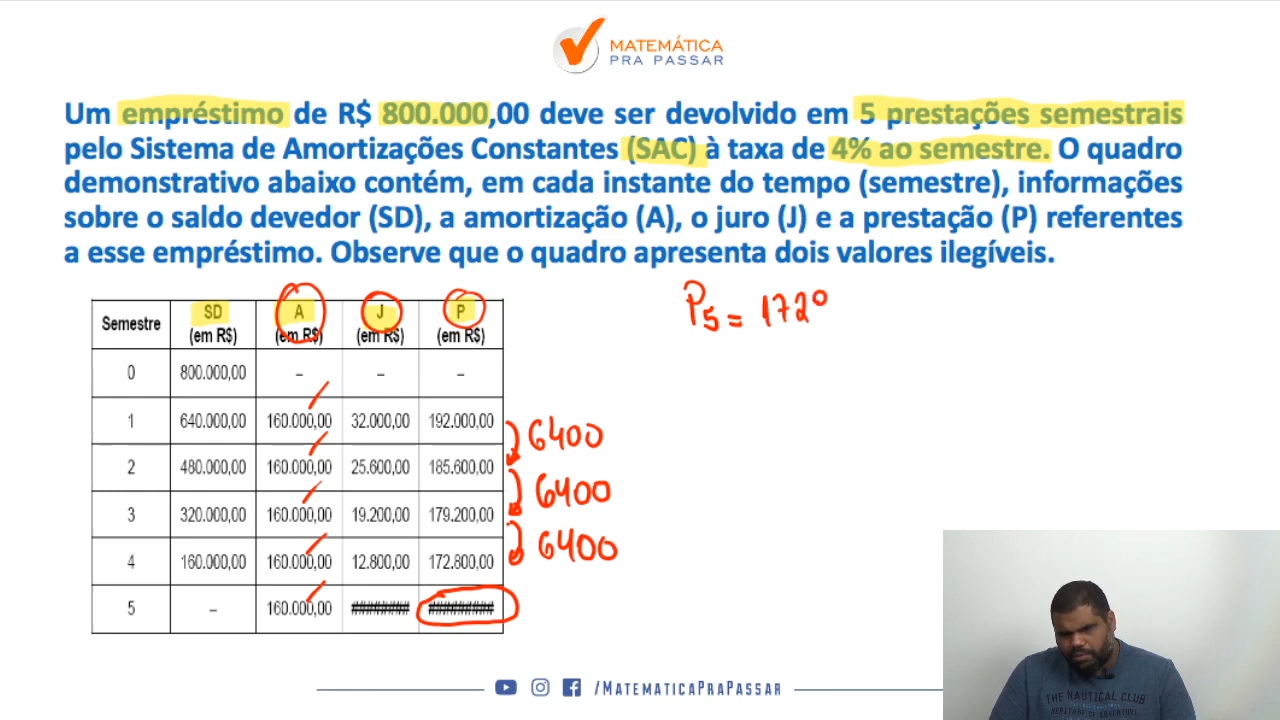 MATEMÁTICA
PRA PASSAR
Um empréstimo de R$ 800.000,00 deve ser devolvido em 5 prestações semestrais
pelo Sistema de Amortizações Constantes (SAC) à taxa de 4% ao semestre. O quadro
demonstrativo abaixo contém, em cada instante do tempo (semestre), informações
sobre o saldo devedor (SD), a amortização (A), o juro (J) e a prestação (P) referentes
a esse empréstimo. Observe que o quadro apresenta dois valores ilegíveis.
Semestre SD (em R$) A (em R$) J (em R$) P (em R$)
0 800.000,00 – – –
1 640.000,00 160.000,00 32.000,00 192.000,00
2 480.000,00 160.000,00 25.600,00 185.600,00
3 320.000,00 160.000,00 19.200,00 179.200,00
4 160.000,00 160.000,00 12.800,00 172.800,00
5 – 160.000,00 ######### #########
P5 = 1720
6400
6400
6400
/MATEMATICAPRAPASSAR
THE NAUTICAL CLUB